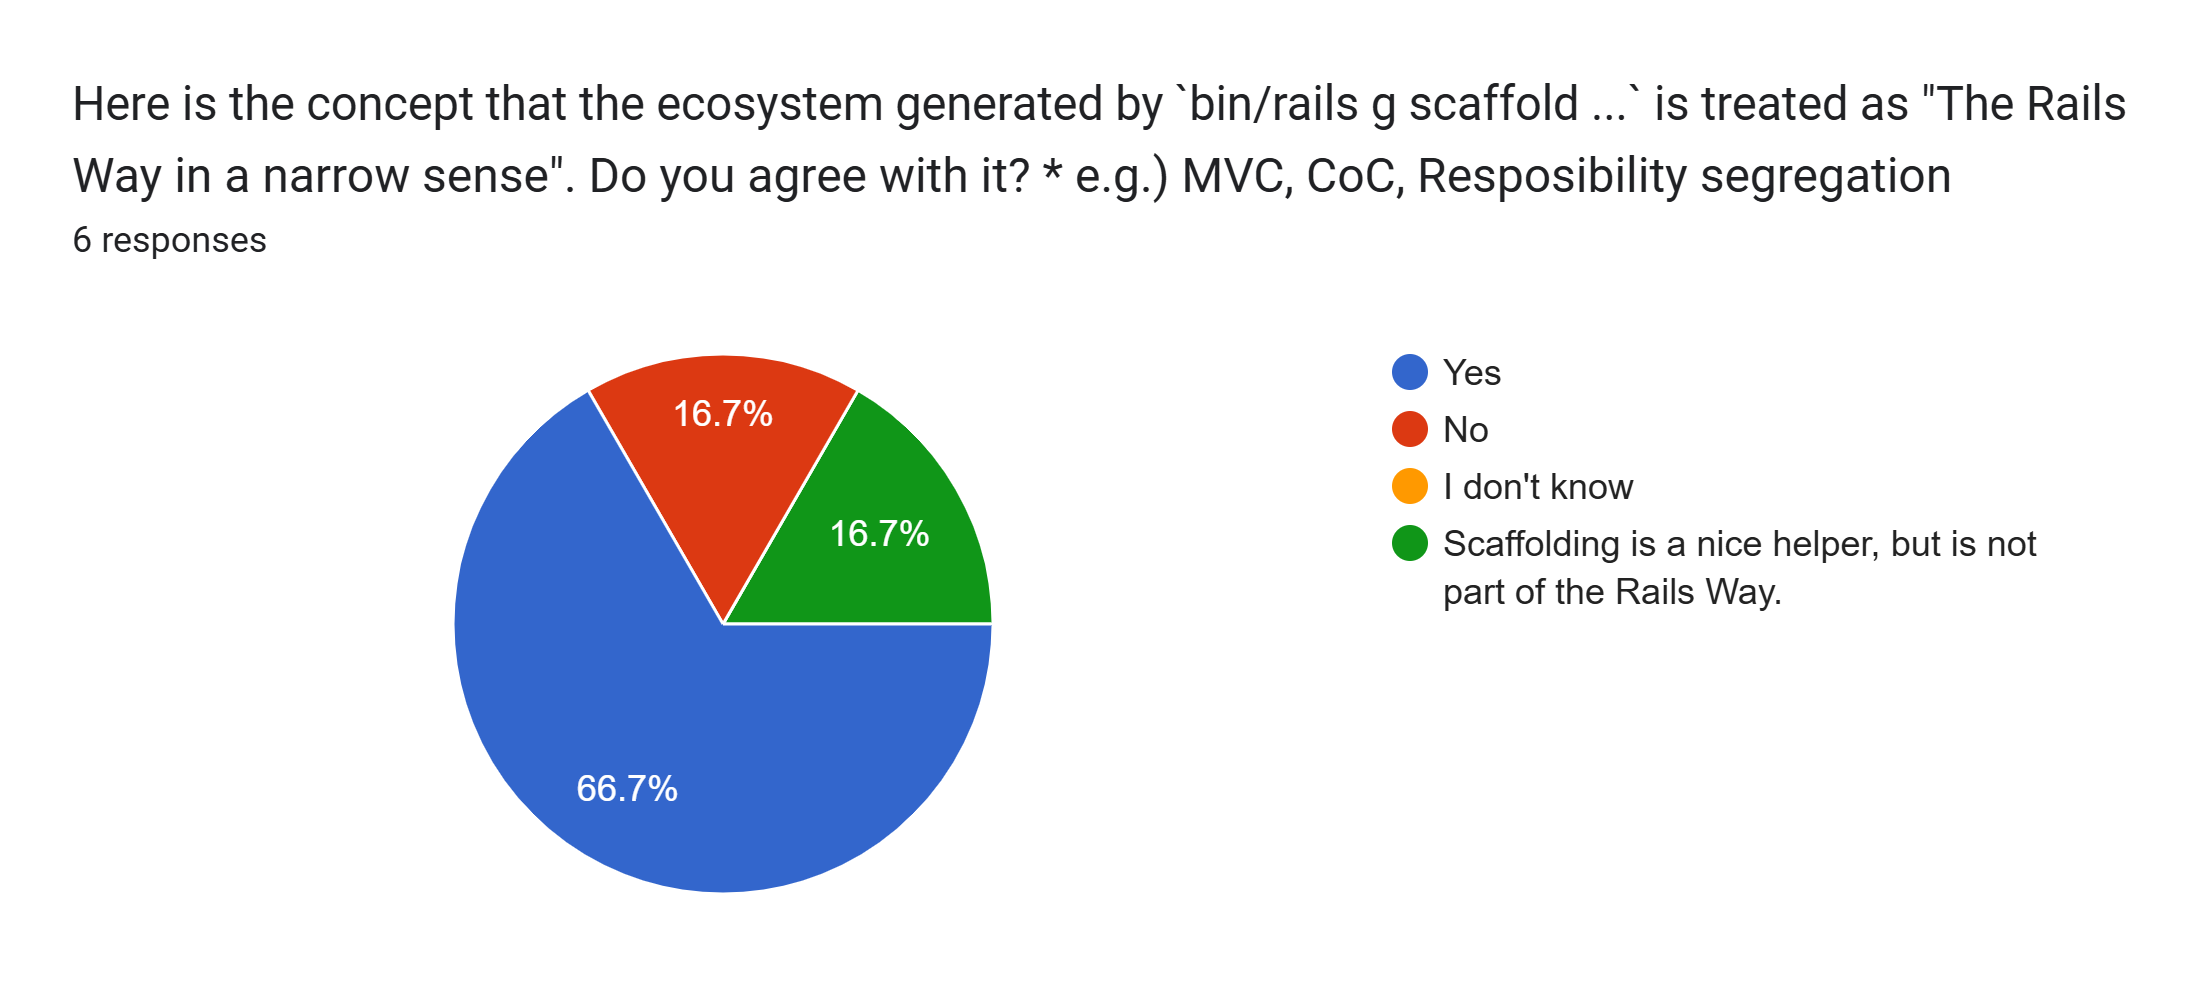 Here is the concept that the ecosystem generated by `bin/rails g scaffold ...` is treated as "The Rails
Way in a narrow sense". Do you agree with it? * e.g.) MVC, CoC, Resposibility segregation
6 responses
16.7%
16.7%
66.7%
Yes
No
I don't know
Scaffolding is a nice helper, but is not
part of the Rails Way.